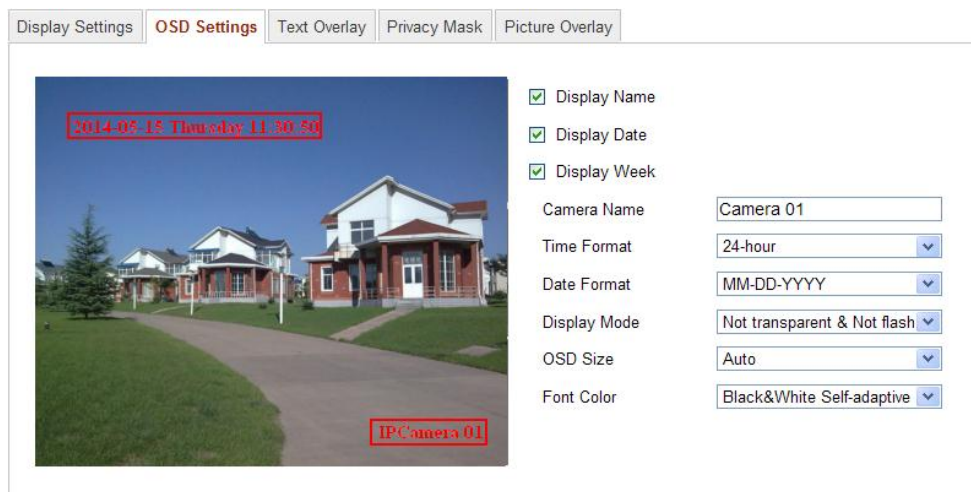 Display Settings
OSD Settings
Text Overlay
Privacy Mask
Picture Overlay
2014-05-15 Thursday 11:30:50
IPCamera 01
Display Name
Display Date
Display Week
Camera Name Camera 01
Time Format 24-hour
Date Format MM-DD-YYYY
Display Mode Not transparent & Not flash
OSD Size Auto
Font Color Black&White Self-adaptive